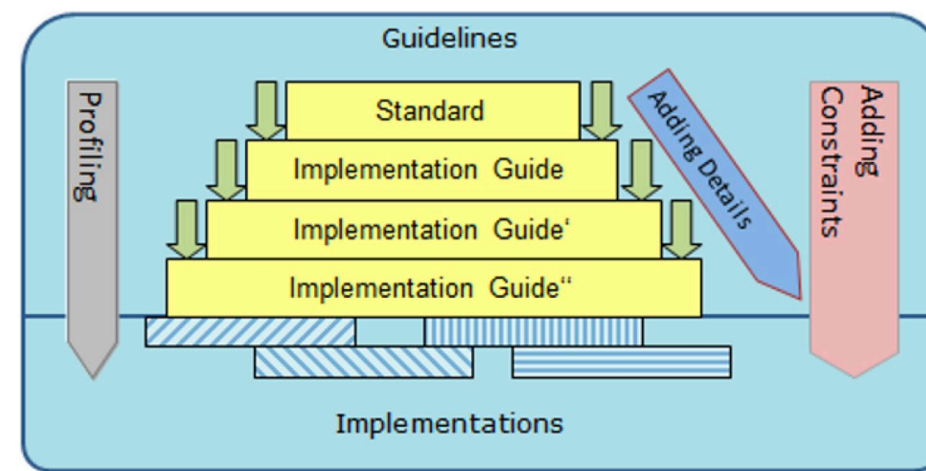 Guidelines
Profiling
Standard
Implementation Guide
Implementation Guide‘
Implementation Guide“
Adding Details
Adding
Constraints
Implementations